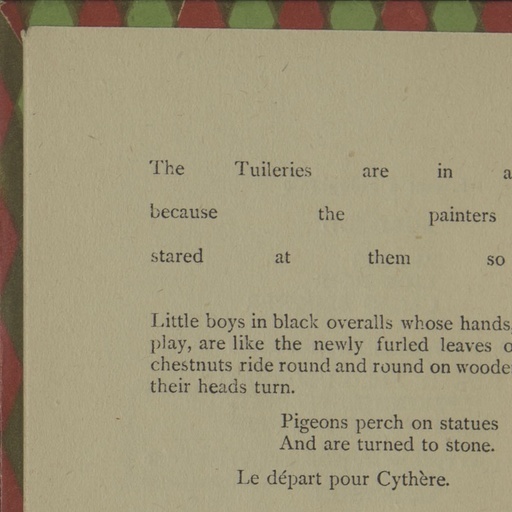 The Tuileries are in a
because the painters
stared at them so
Little boys in black overalls whose hands,
play, are like the newly furled leaves
chestnuts ride round and round on
their heads turn.
Pigeons perch on statues
And are turned to stone.
Le départ pour Cythère.